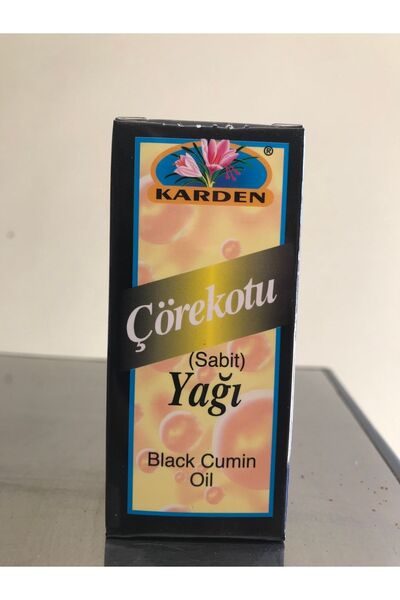 ®
KARDEN
Çörekotu
(Sabit)
Yağı
Black Cumin
Oil